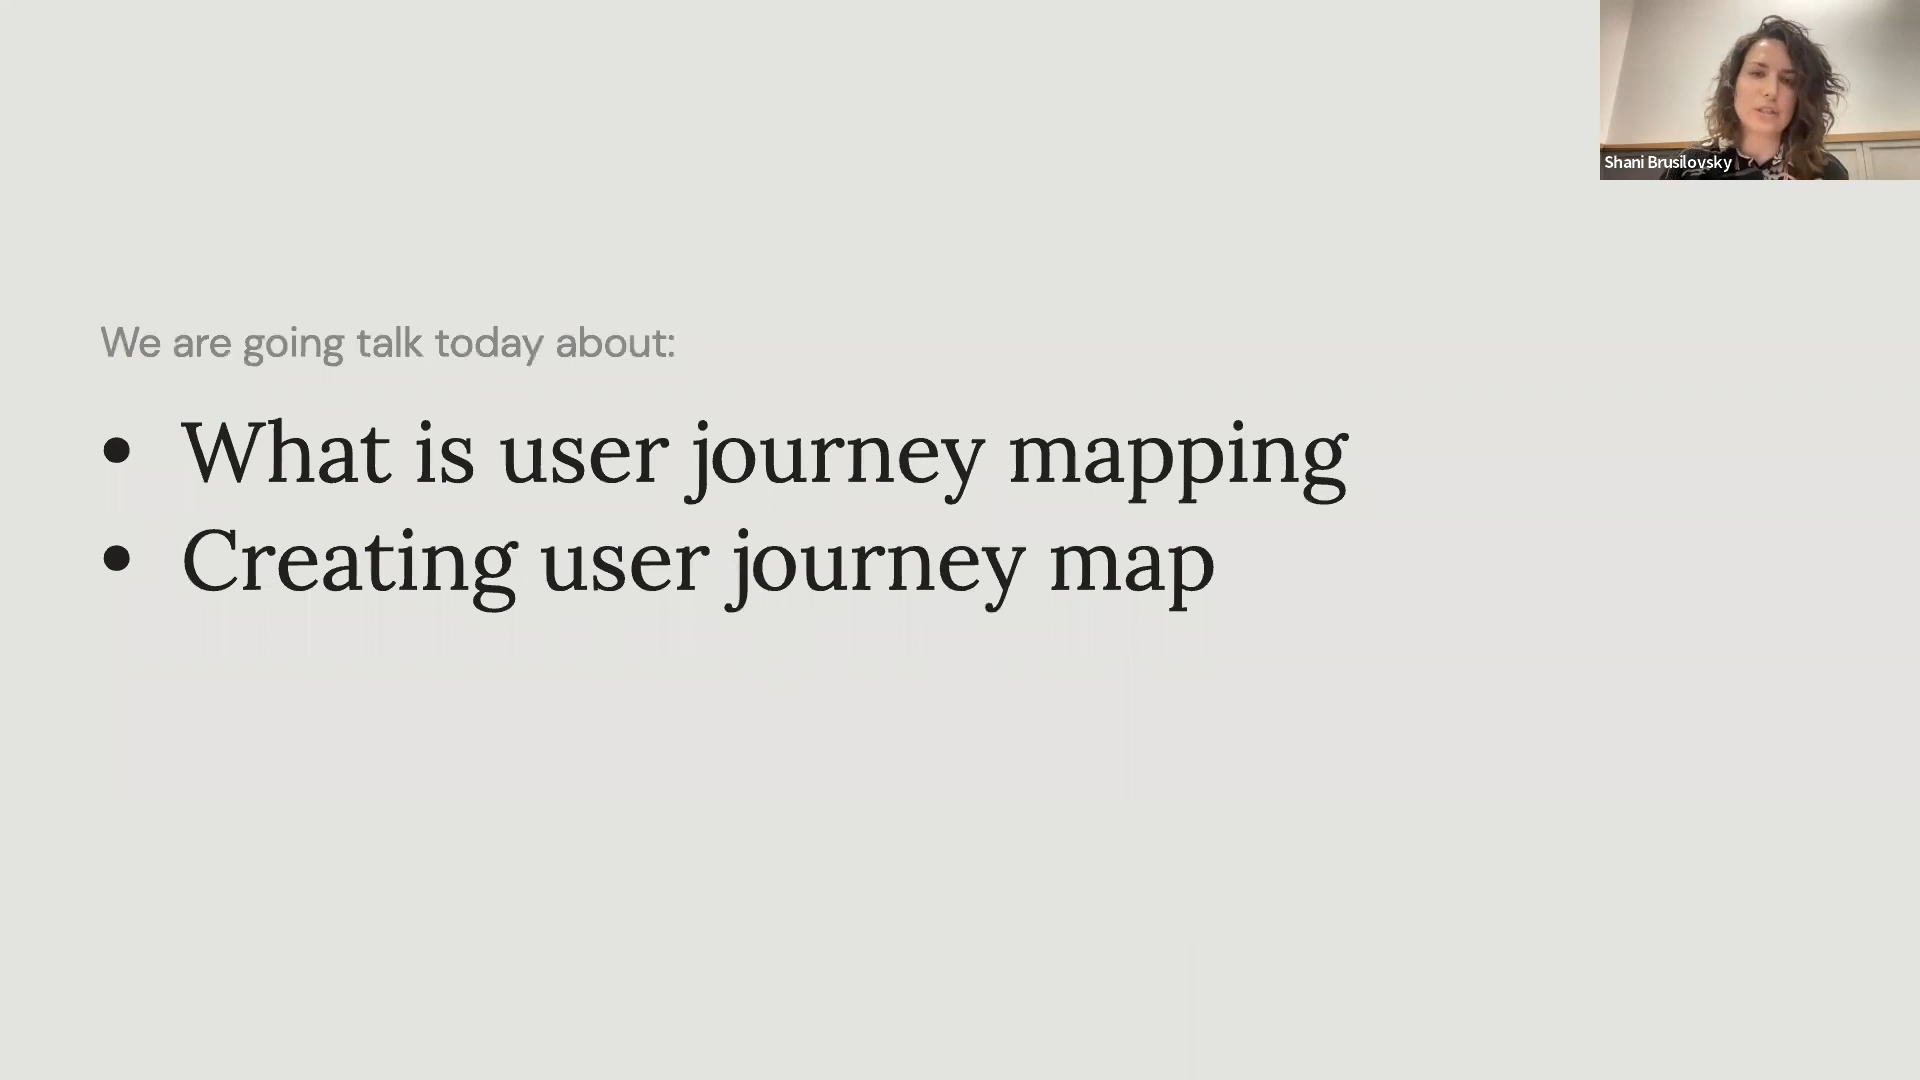 We are going talk today about:
• What is user journey mapping
• Creating user journey map
Shani Brusilovsky